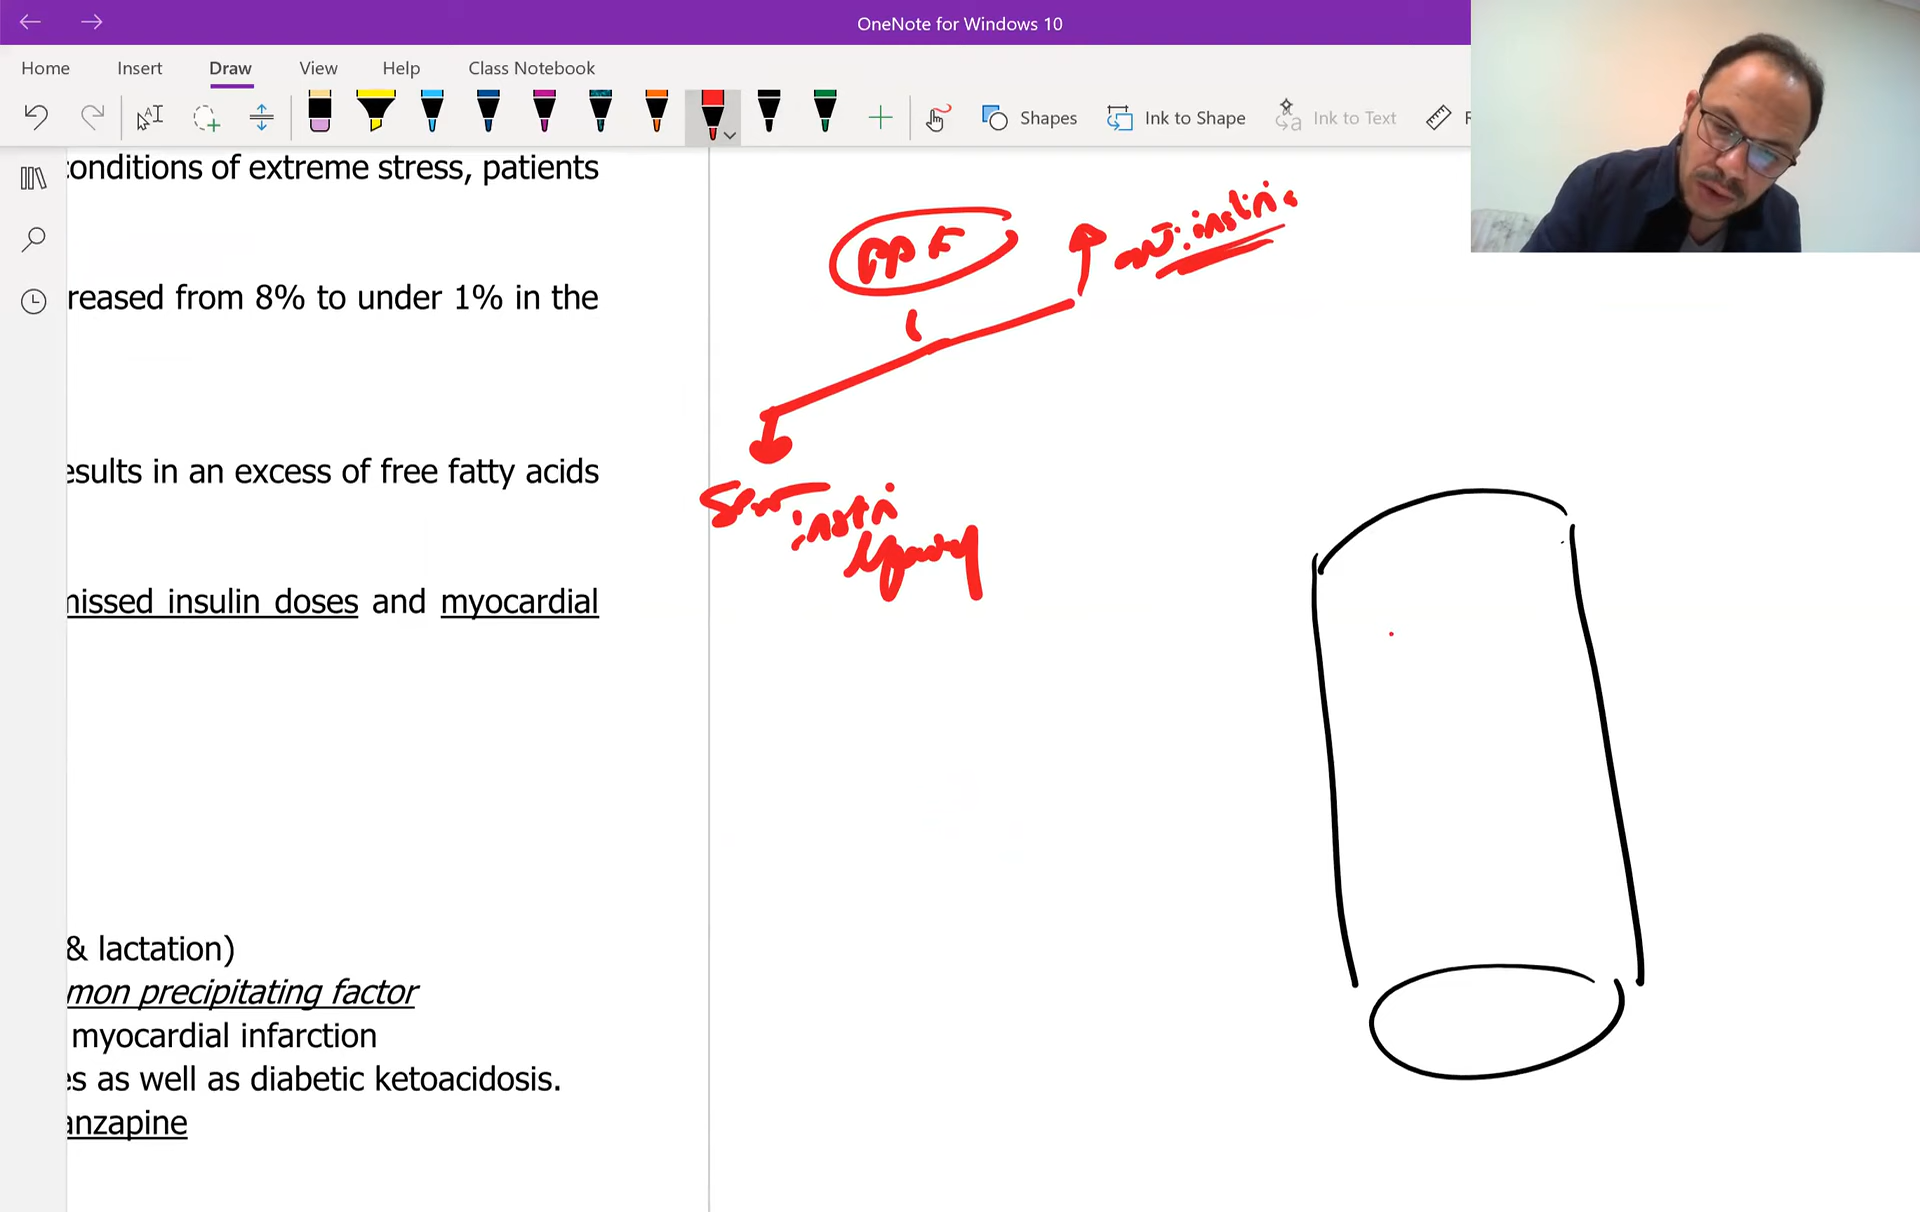 OneNote for Windows 10
Home Insert Draw View Help Class Notebook
Shapes Ink to Shape Ink to Text
conditions of extreme stress, patients
reased from 8% to under 1% in the
esults in an excess of free fatty acids
missed insulin doses and myocardial
& lactation)
mon precipitating factor
myocardial infarction
es as well as diabetic ketoacidosis.
anzapine
PPF